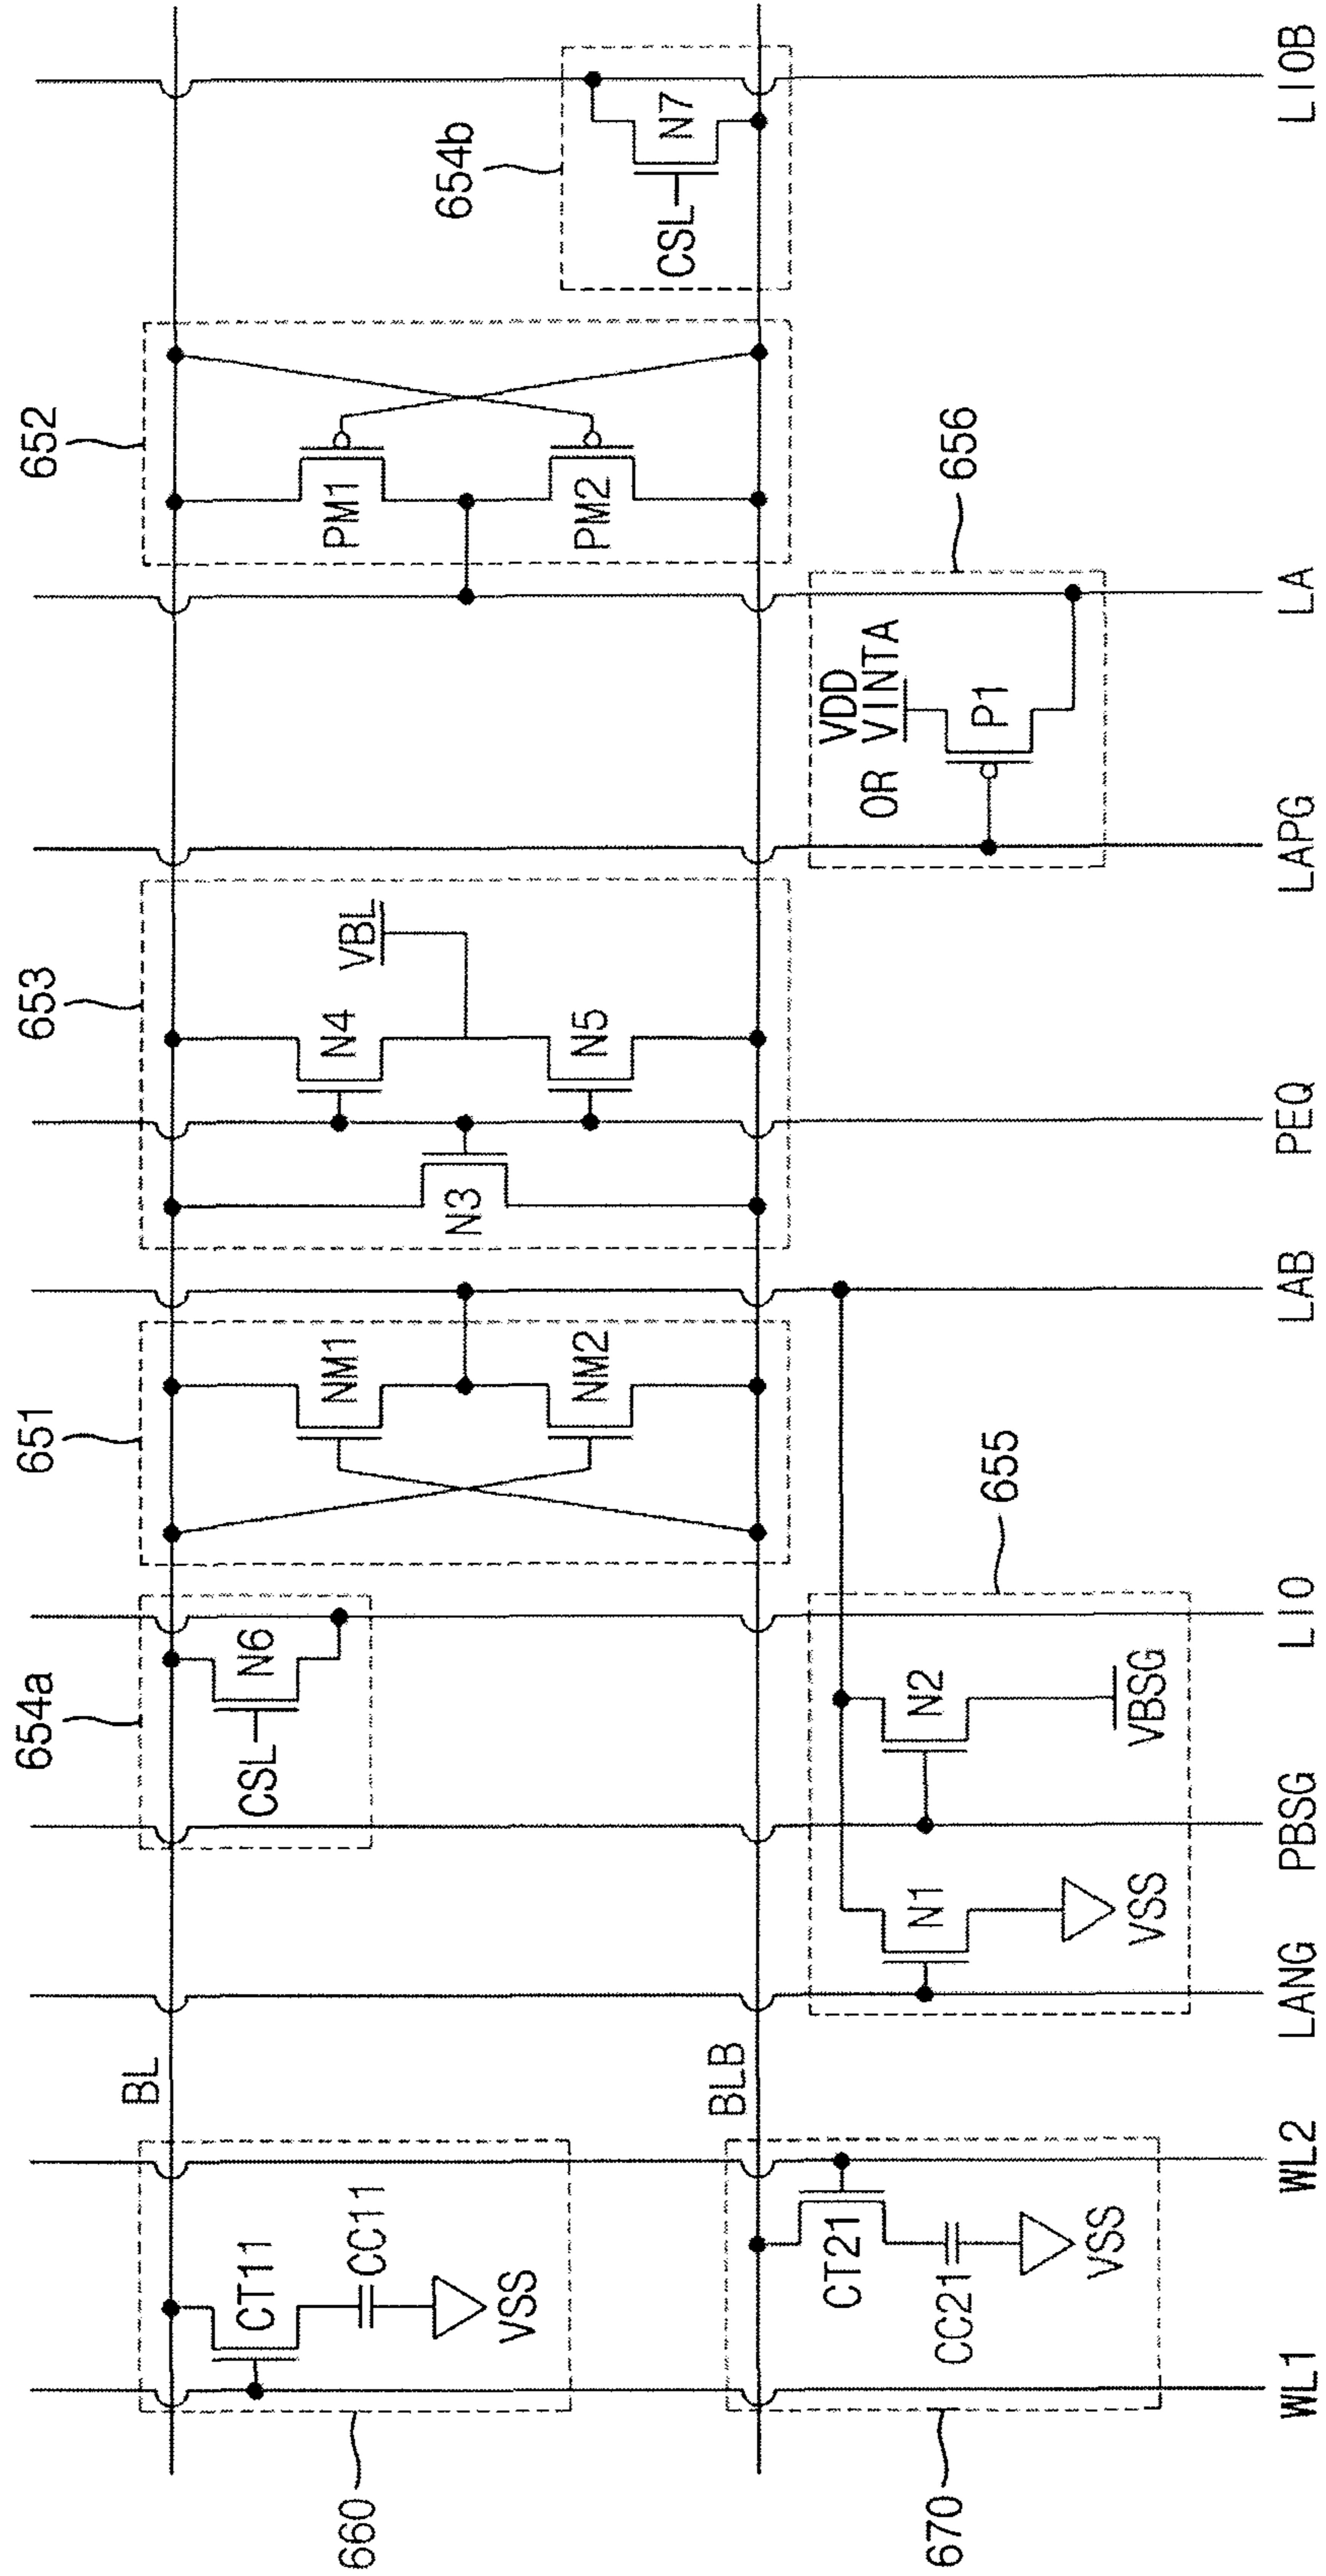 660
670
654a
651
653
652
654b
655
656
BL
BLB
CT11
CC11
VSS
CT21
CC21
VSS
CSL
N6
NM1
NM2
N3
N4
N5
VBL
PM1
PM2
CSL
N7
N1
VSS
N2
VBSG
VDD
OR VINTA
P1
WL1
WL2
LANG
PBSG
LIO
LAB
PEQ
LAPG
LA
LIOB